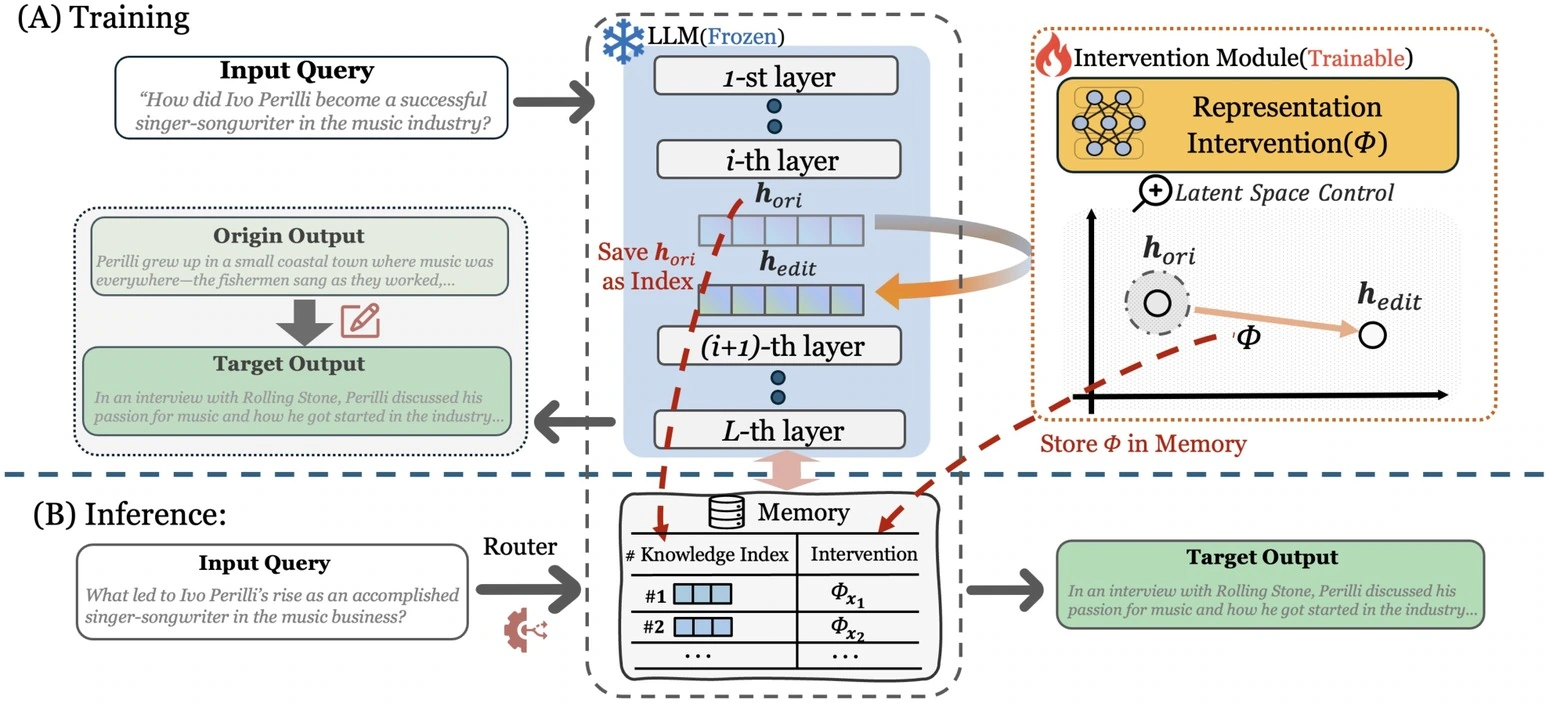 (A) Training
Input Query
“How did Ivo Perilli become a successful
singer-songwriter in the music industry?
Origin Output
Perilli grew up in a small coastal town where music was
everywhere—the fishermen sang as they worked,...
Target Output
In an interview with Rolling Stone, Perilli discussed his
passion for music and how he got started in the industry...
LLM(Frozen)
1-st layer
i-th layer
h_ori
Save h_ori
as Index
h_edit
(i+1)-th layer
L-th layer
Intervention Module(Trainable)
Representation
Intervention(Φ)
Latent Space Control
h_ori
h_edit
Φ
Store Φ in Memory
(B) Inference:
Input Query
What led to Ivo Perilli’s rise as an accomplished
singer-songwriter in the music business?
Router
Memory
# Knowledge Index Intervention
#1 Φ_x₁
#2 Φ_x₂
... ...
Target Output
In an interview with Rolling Stone, Perilli discussed his
passion for music and how he got started in the industry...